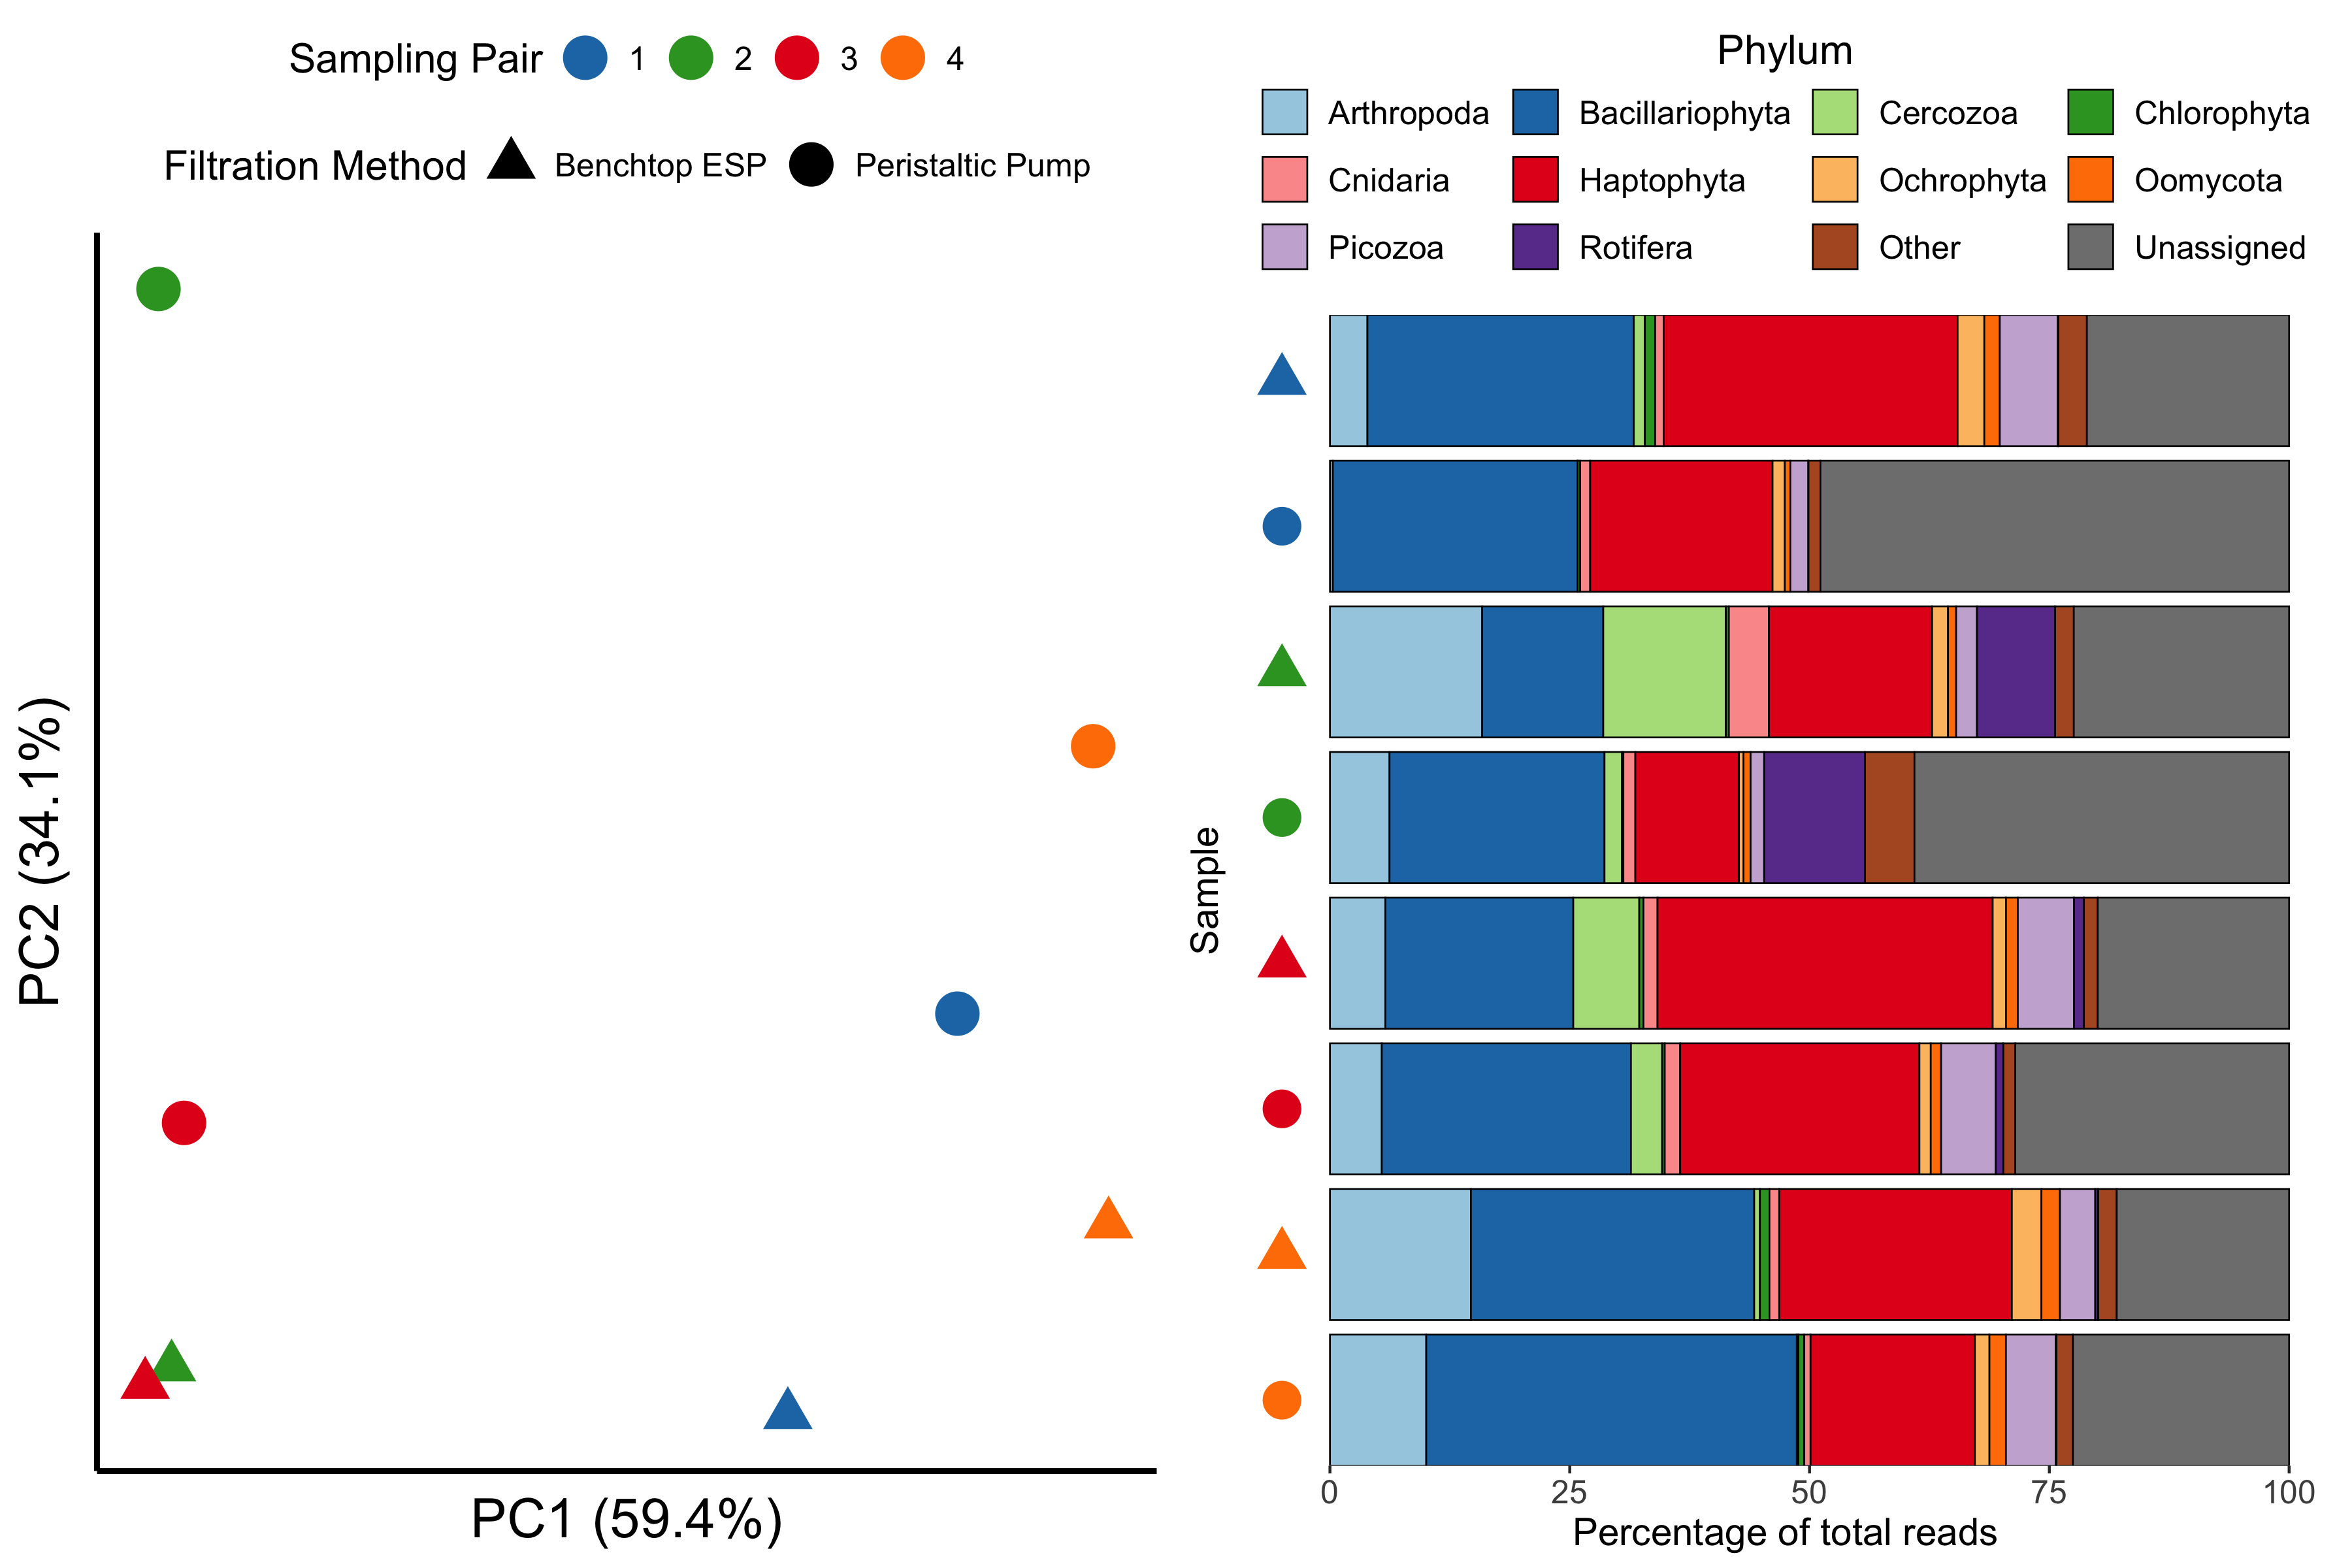 Sampling Pair 1 2 3 4
Filtration Method Benchtop ESP Peristaltic Pump
PC2 (34.1%)
PC1 (59.4%)
Phylum
Arthropoda Bacillariophyta Cercozoa Chlorophyta
Cnidaria Haptophyta Ochrophyta Oomycota
Picozoa Rotifera Other Unassigned
Sample
0 25 50 75 100
Percentage of total reads